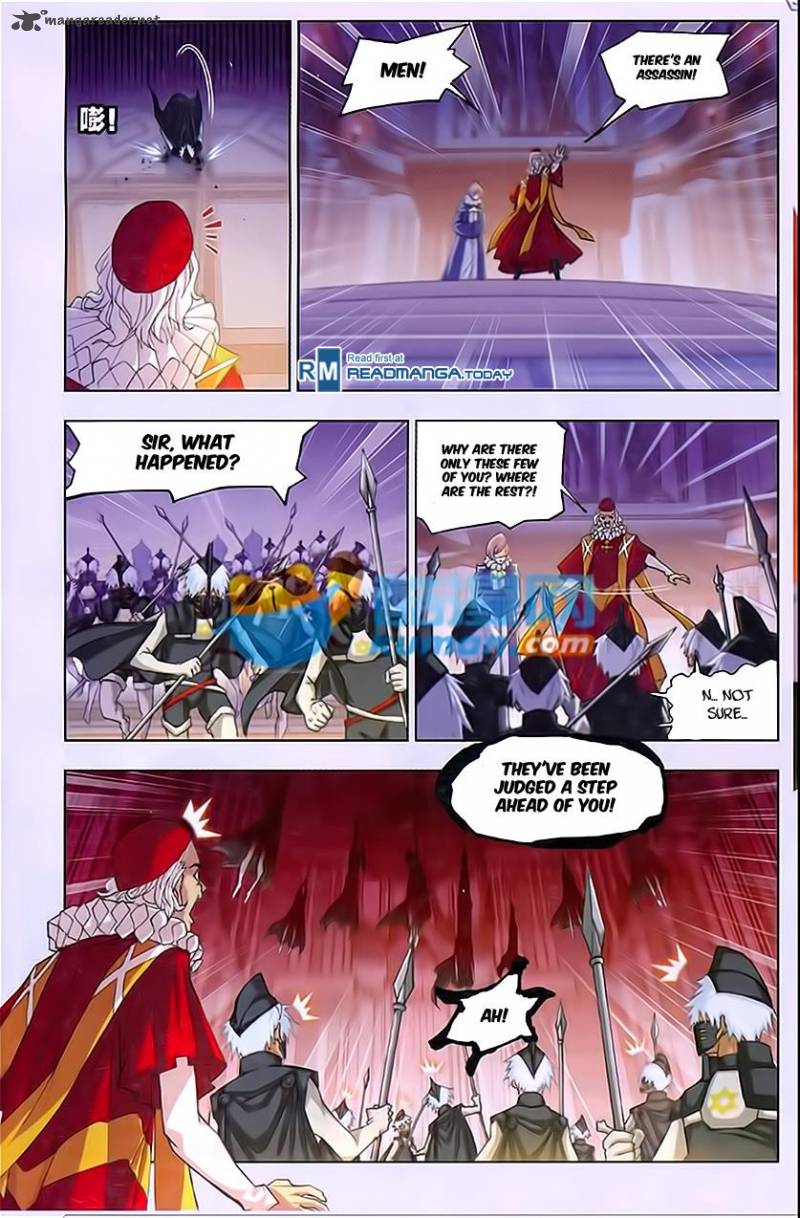 mangareader.net
嘭!
MEN!
THERE'S AN
ASSASSIN!
RM
Read first at
READMANGA.TODAY
SIR, WHAT
HAPPENED?
WHY ARE THERE
ONLY THESE FEW
OF YOU? WHERE
ARE THE REST?!
N... NOT
SURE...
THEY'VE BEEN
JUDGED A STEP
AHEAD OF YOU!
AH!